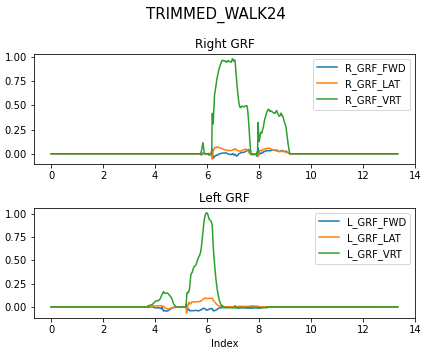 TRIMMED_WALK24
Right GRF
1.00
0.75
0.50
0.25
0.00
R_GRF_FWD
R_GRF_LAT
R_GRF_VRT
0 2 4 6 8 10 12 14
Left GRF
1.00
0.75
0.50
0.25
0.00
L_GRF_FWD
L_GRF_LAT
L_GRF_VRT
0 2 4 6 8 10 12 14
Index